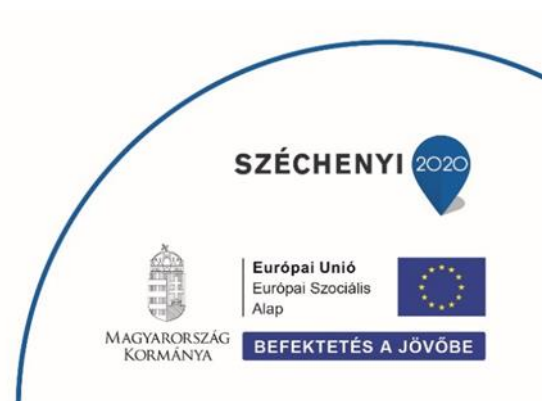 SZÉCHENYI 2020
Európai Unió
Európai Szociális
Alap
MAGYARORSZÁG
KORMÁNYA
BEFEKTETÉS A JÖVŐBE